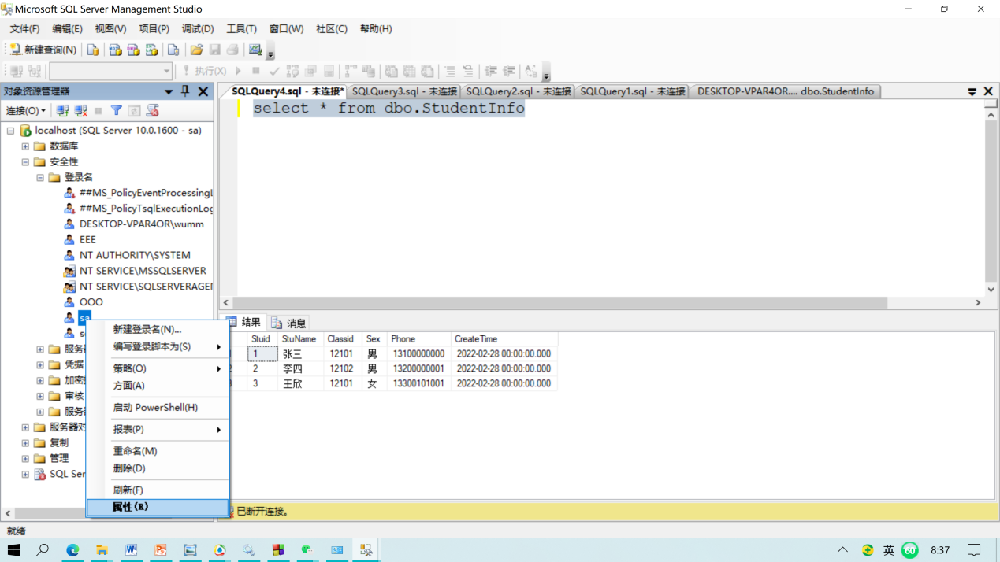 Microsoft SQL Server Management Studio
文件(F) 编辑(E) 视图(V) 项目(P) 调试(D) 工具(T) 窗口(W) 社区(C) 帮助(H)
新建查询(N)
执行(X)
对象资源管理器
连接(O)
localhost (SQL Server 10.0.1600 - sa)
数据库
安全性
登录名
##MS_PolicyEventProcessingL
##MS_PolicyTsqlExecutionLog
DESKTOP-VPAR4OR\wumm
EEE
NT AUTHORITY\SYSTEM
NT SERVICE\MSSQLSERVER
NT SERVICE\SQLSERVERAGEN
OOO
sa
服务器
凭据
加密
审核
服务器
服务器对
复制
管理
SQL Ser
新建登录名(N)...
编写登录脚本为(S)
策略(O)
方面(A)
启动 PowerShell(H)
报表(P)
重命名(M)
删除(D)
刷新(F)
属性(R)
SQLQuery4.sql - 未连接* SQLQuery3.sql - 未连接 SQLQuery2.sql - 未连接 SQLQuery1.sql - 未连接 DESKTOP-VPAR4OR.... dbo.StudentInfo
select * from dbo.StudentInfo
结果 消息
Stuid StuName Classid Sex Phone CreateTime
1 张三 12101 男 13100000000 2022-02-28 00:00:00.000
2 2 李四 12102 男 13200000001 2022-02-28 00:00:00.000
3 王欣 12101 女 13300101001 2022-02-28 00:00:00.000
已断开连接。
就绪
英 60 8:37